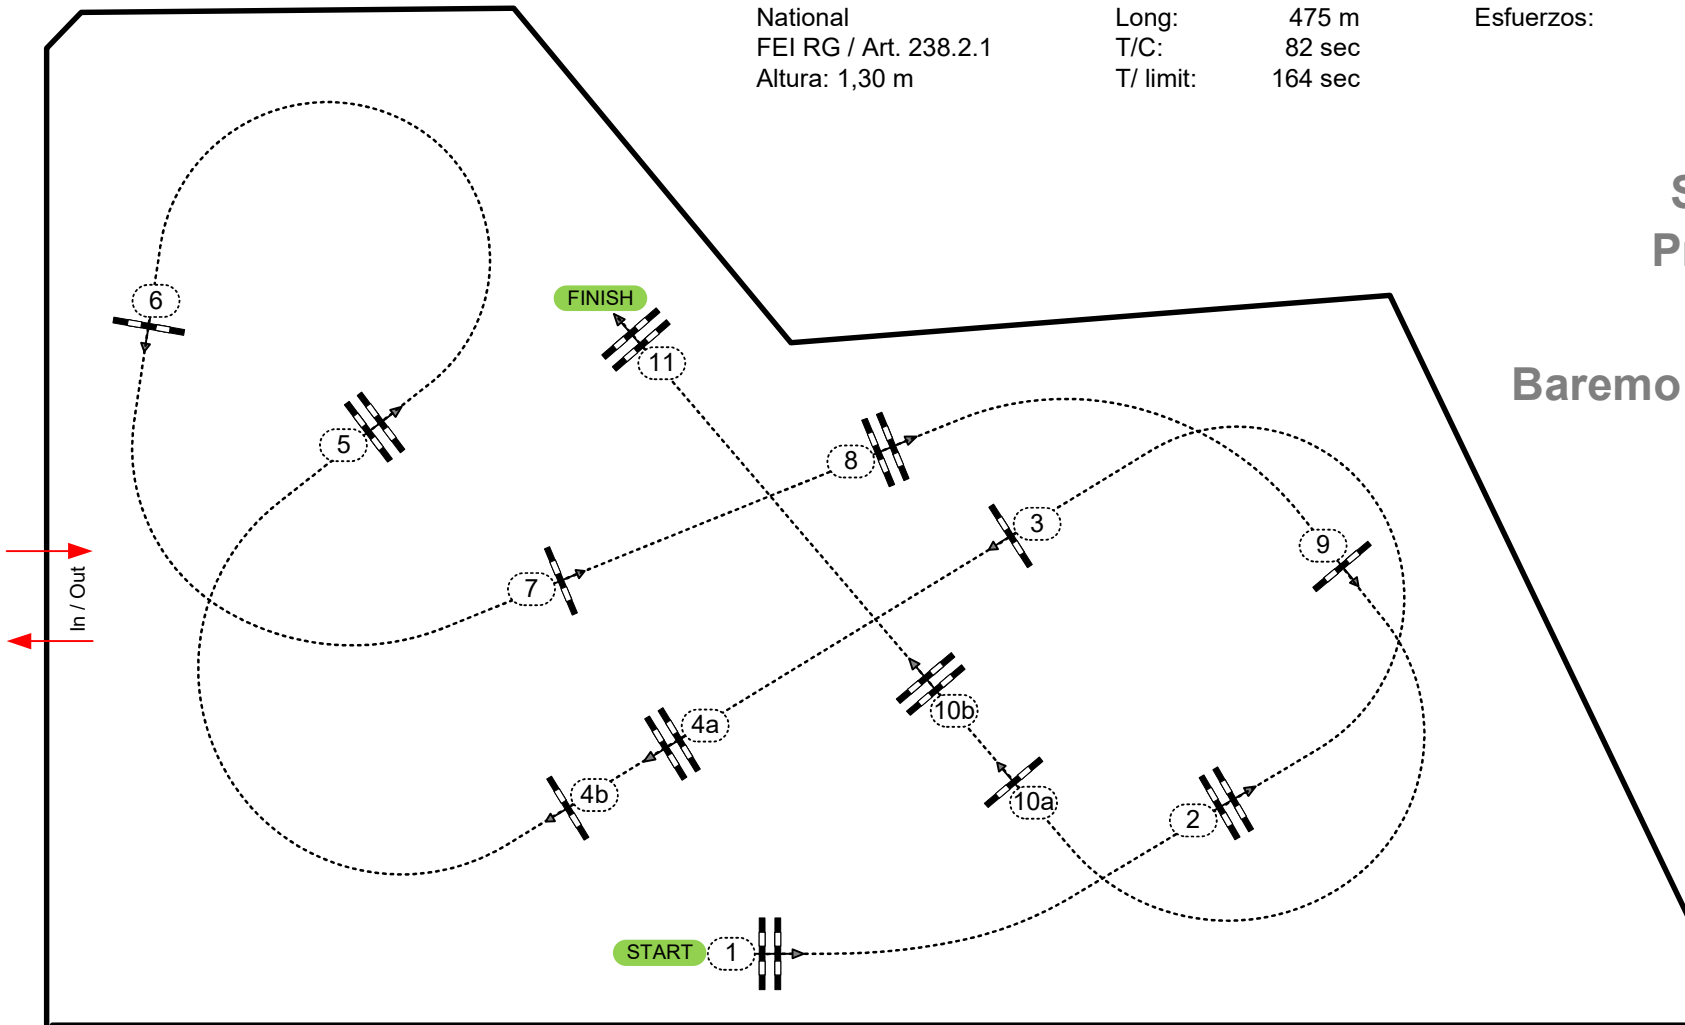 National
FEI RG / Art. 238.2.1
Altura: 1,30 m
Long: 475 m
T/C: 82 sec
T/ limit: 164 sec
Esfuerzos:
Baremo
FINISH
6
11
5
8
3
9
7
In / Out
4a
10b
4b
10a
2
START
1